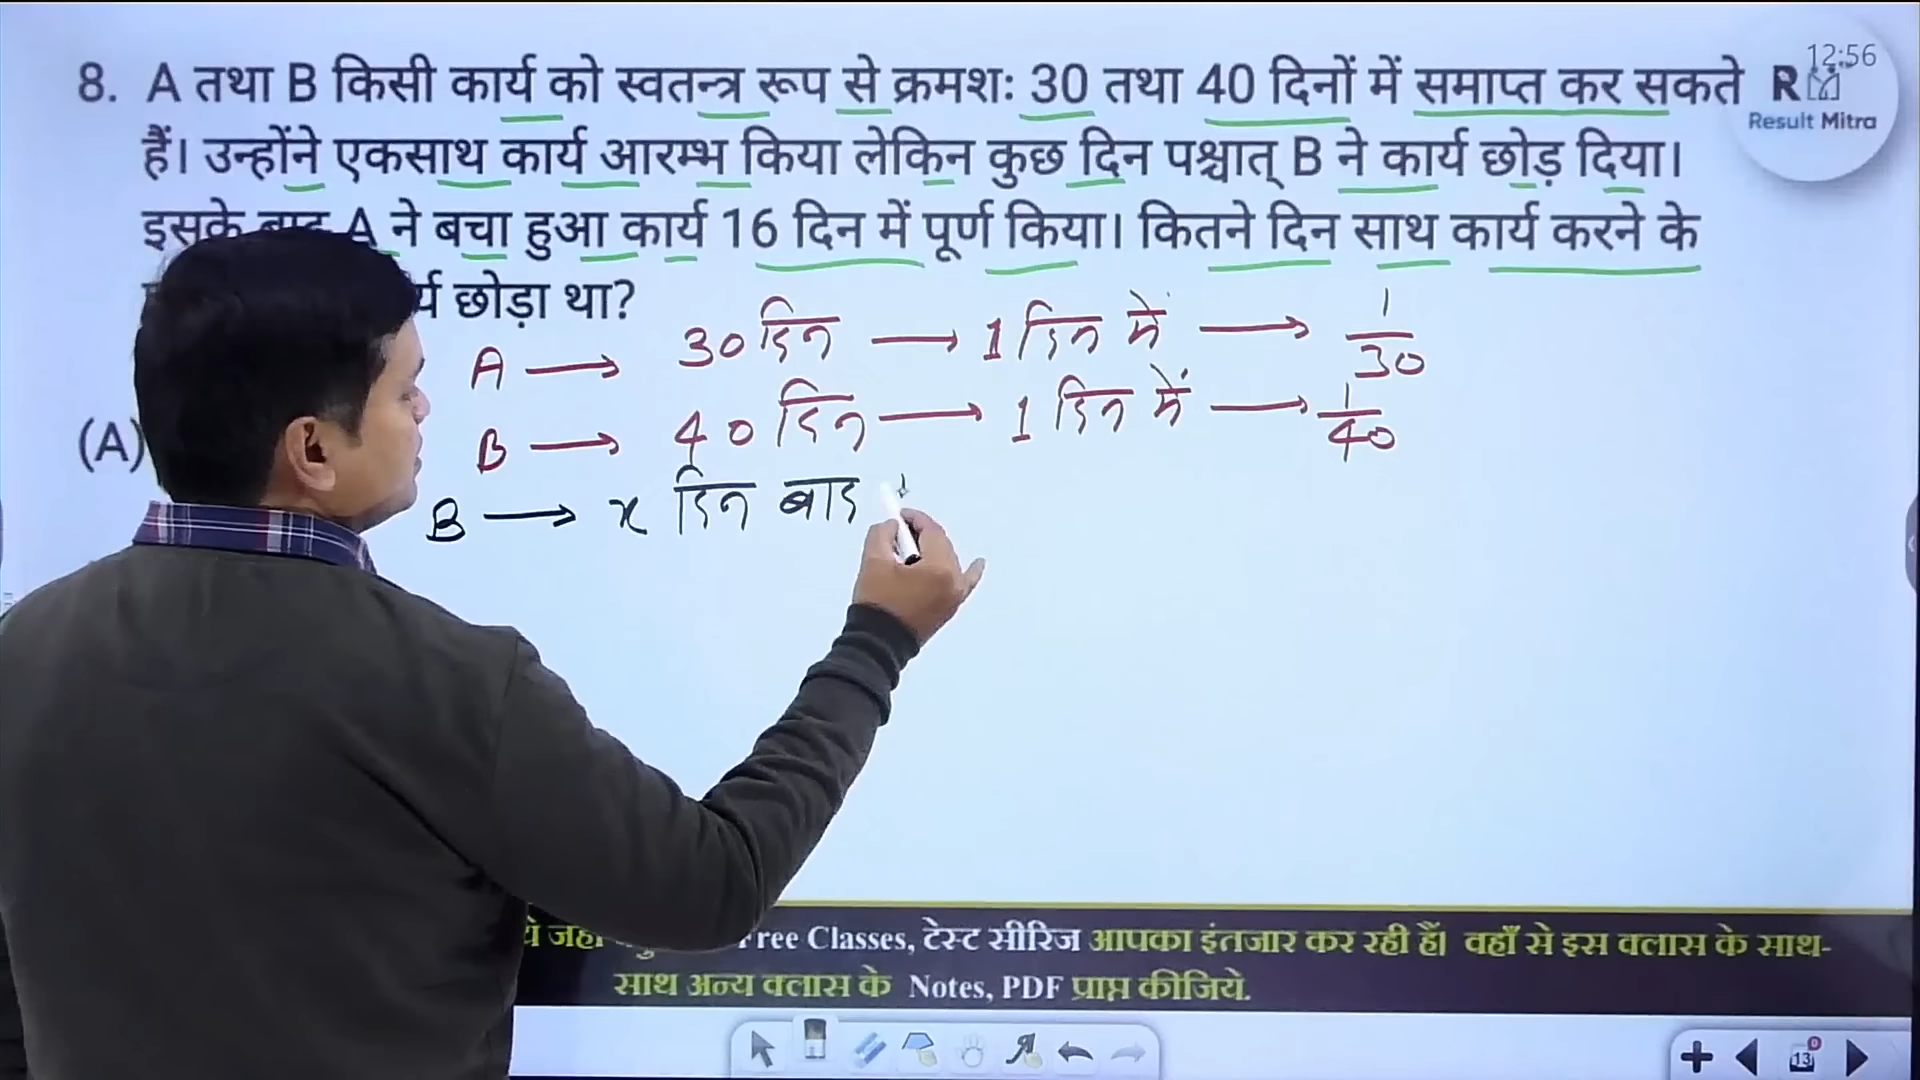 12:56
Result Mitra
8. A तथा B किसी कार्य को स्वतन्त्र रूप से क्रमशः 30 तथा 40 दिनों में समाप्त कर सकते
हैं। उन्होंने एकसाथ कार्य आरम्भ किया लेकिन कुछ दिन पश्चात् B ने कार्य छोड़ दिया।
इसके बाद A ने बचा हुआ कार्य 16 दिन में पूर्ण किया। कितने दिन साथ कार्य करने के
छोड़ा था?
A → 30 दिन → 1 दिन में → 1/30
B → 40 दिन → 1 दिन में → 1/40
(A)
B → x दिन बाद
Free Classes, टेस्ट सीरिज आपका इंतजार कर रही हैं। वहाँ से इस क्लास के साथ-
साथ अन्य क्लास के Notes, PDF प्राप्त कीजिये.
13